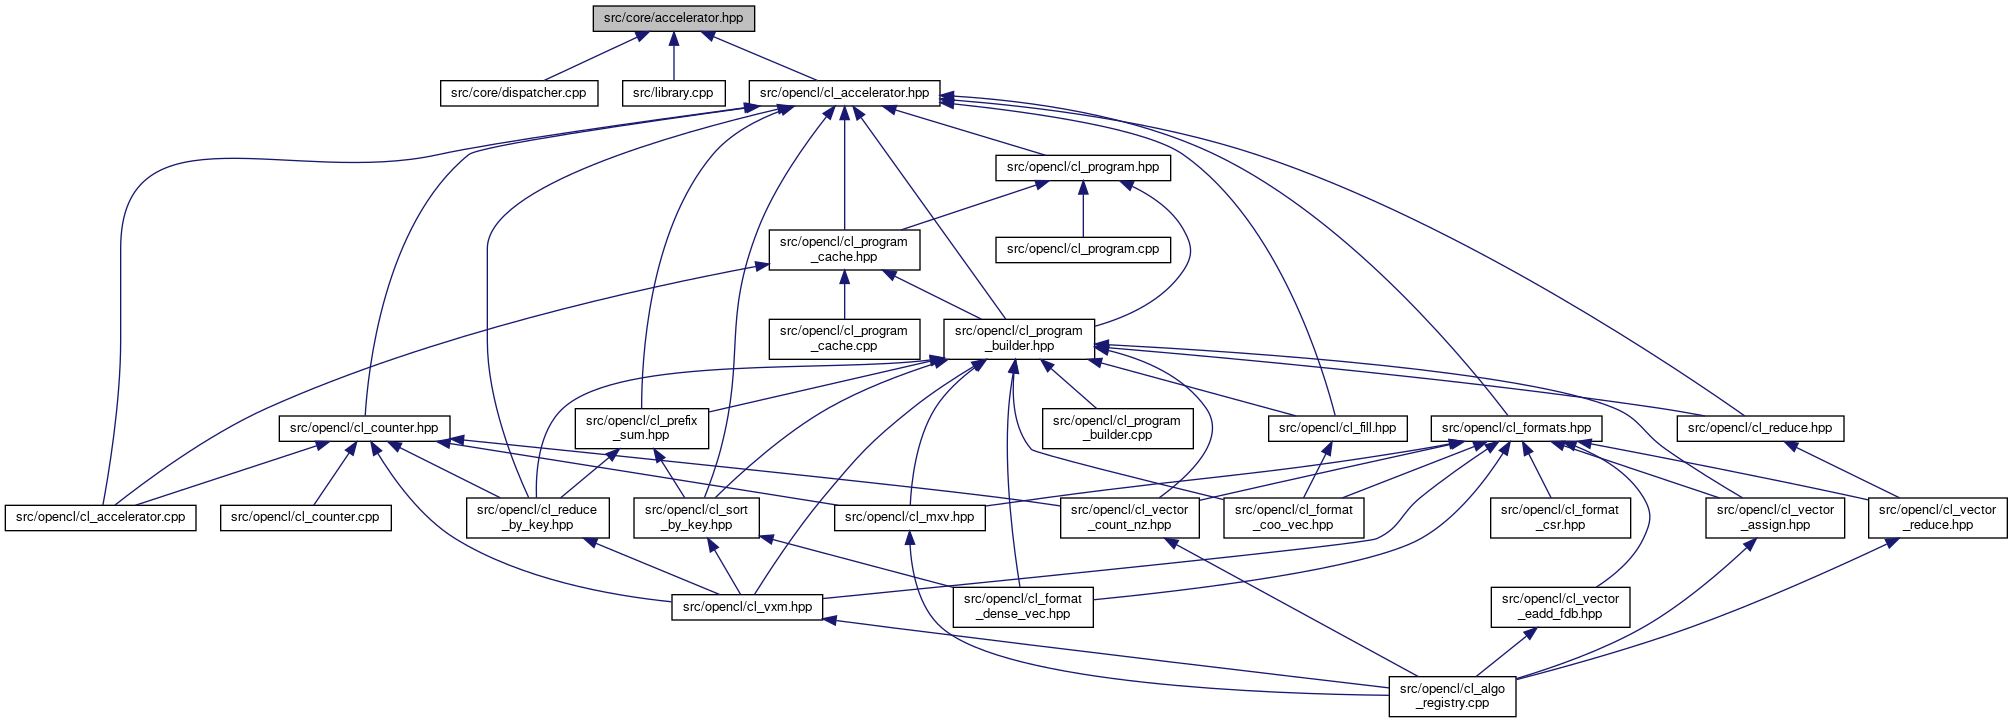 src/core/accelerator.hpp
src/core/dispatcher.cpp
src/library.cpp
src/opencl/cl_accelerator.hpp
src/opencl/cl_program.hpp
src/opencl/cl_program
_cache.hpp
src/opencl/cl_program.cpp
src/opencl/cl_program
_cache.cpp
src/opencl/cl_program
_builder.hpp
src/opencl/cl_counter.hpp
src/opencl/cl_prefix
_sum.hpp
src/opencl/cl_program
_builder.cpp
src/opencl/cl_fill.hpp
src/opencl/cl_formats.hpp
src/opencl/cl_reduce.hpp
src/opencl/cl_accelerator.cpp
src/opencl/cl_counter.cpp
src/opencl/cl_reduce
_by_key.hpp
src/opencl/cl_sort
_by_key.hpp
src/opencl/cl_mxv.hpp
src/opencl/cl_vector
_count_nz.hpp
src/opencl/cl_format
_coo_vec.hpp
src/opencl/cl_format
_csr.hpp
src/opencl/cl_vector
_assign.hpp
src/opencl/cl_vector
_reduce.hpp
src/opencl/cl_vxm.hpp
src/opencl/cl_format
_dense_vec.hpp
src/opencl/cl_vector
_eadd_fdb.hpp
src/opencl/cl_algo
_registry.cpp